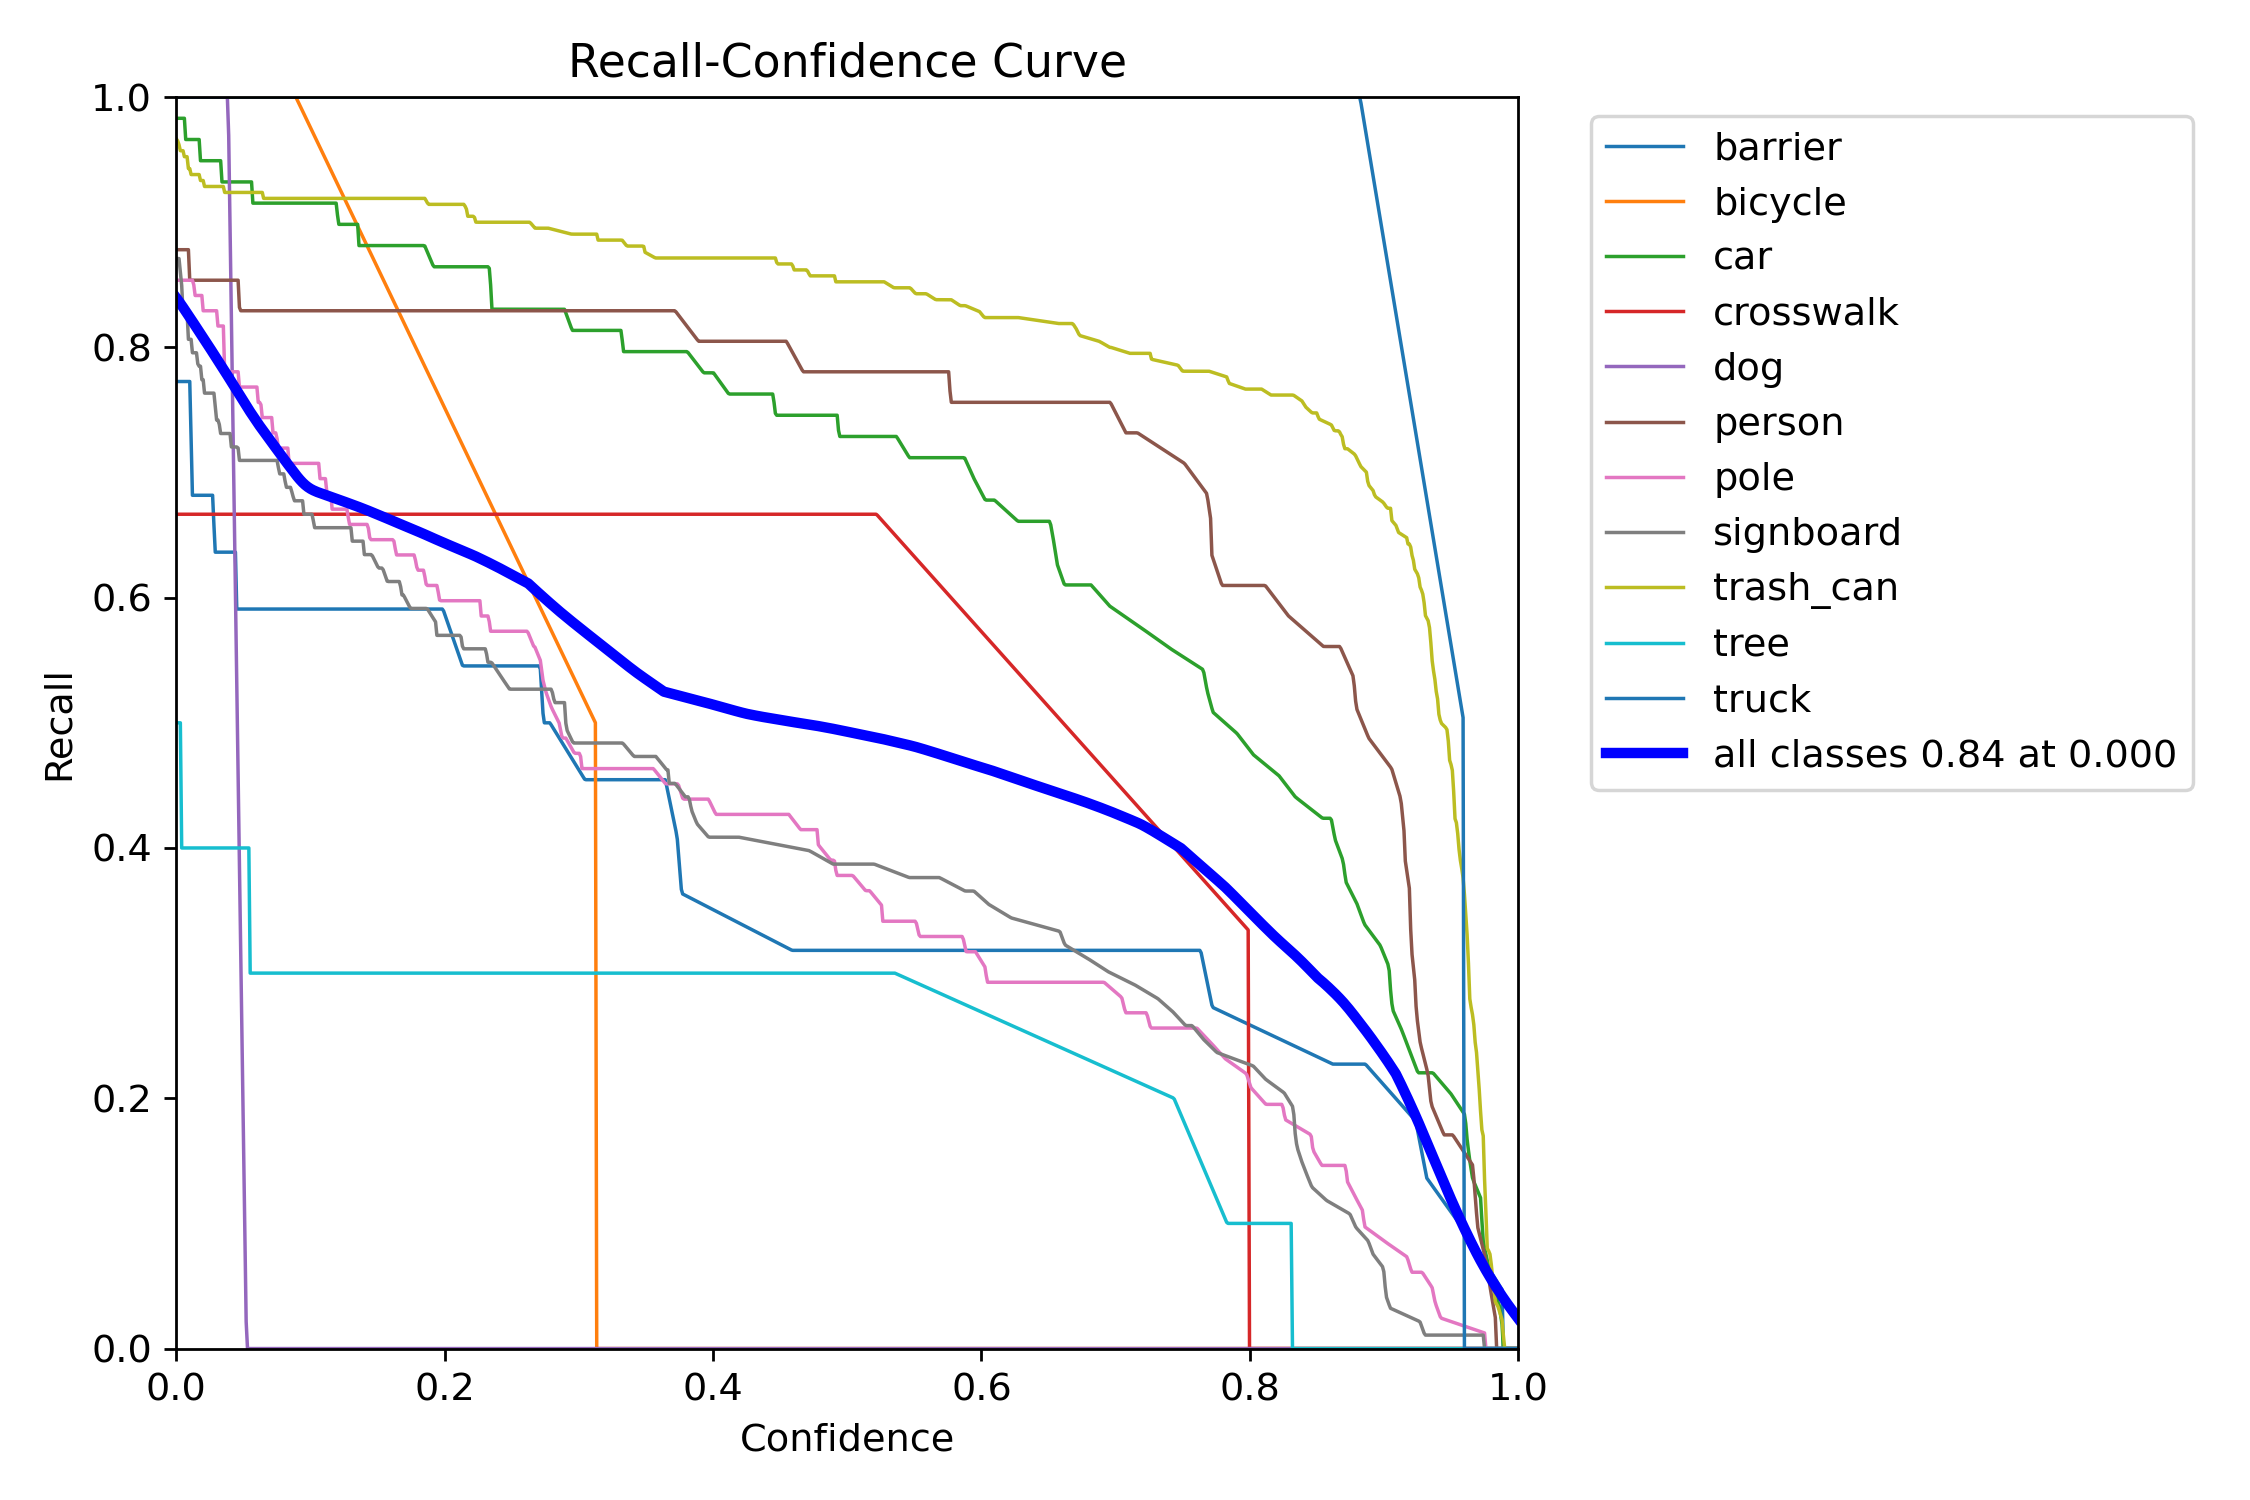 Recall-Confidence Curve
1.0
0.8
0.6
0.4
0.2
0.0
Recall
0.0 0.2 0.4 0.6 0.8 1.0
Confidence
barrier
bicycle
car
crosswalk
dog
person
pole
signboard
trash_can
tree
truck
all classes 0.84 at 0.000